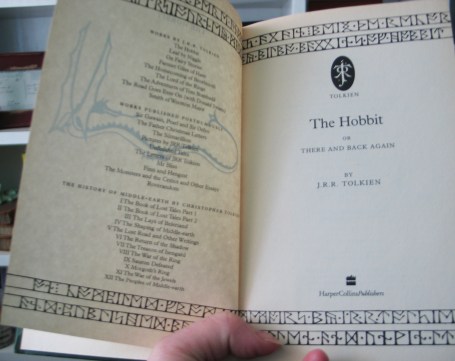 WORKS BY J.R.R. TOLKIEN
The Hobbit
Leaf by Niggle
On Fairy Stories
Farmer Giles of Ham
The Homecoming of Beorhtnoth
The Lord of the Rings
The Adventures of Tom Bombadil
The Road Goes Ever On (with Donald Swann)
Smith of Wootton Major
WORKS PUBLISHED POSTHUMOUSLY
Sir Gawain, Pearl and Sir Orfeo
The Father Christmas Letters
The Silmarillion
Pictures by JRR Tolkien
Unfinished Tales
The Letters of JRR Tolkien
Mr Bliss
Finn and Hengest
The Monsters and the Critics and Other Essays
Roverandom
THE HISTORY OF MIDDLE-EARTH BY CHRISTOPHER
I The Book of Lost Tales Part 1
II The Book of Lost Tales Part 2
III The Lays of Beleriand
IV The Shaping of Middle-earth
V The Lost Road and Other Writings
VI The Return of the Shadow
VII The Treason of Isengard
VIII The War of the Ring
IX Sauron Defeated
X Morgoth's Ring
XI The War of the Jewels
XII The Peoples of Middle-earth
TOLKIEN
The Hobbit
OR
THERE AND BACK AGAIN
BY
J.R.R. TOLKIEN
HarperCollinsPublishers